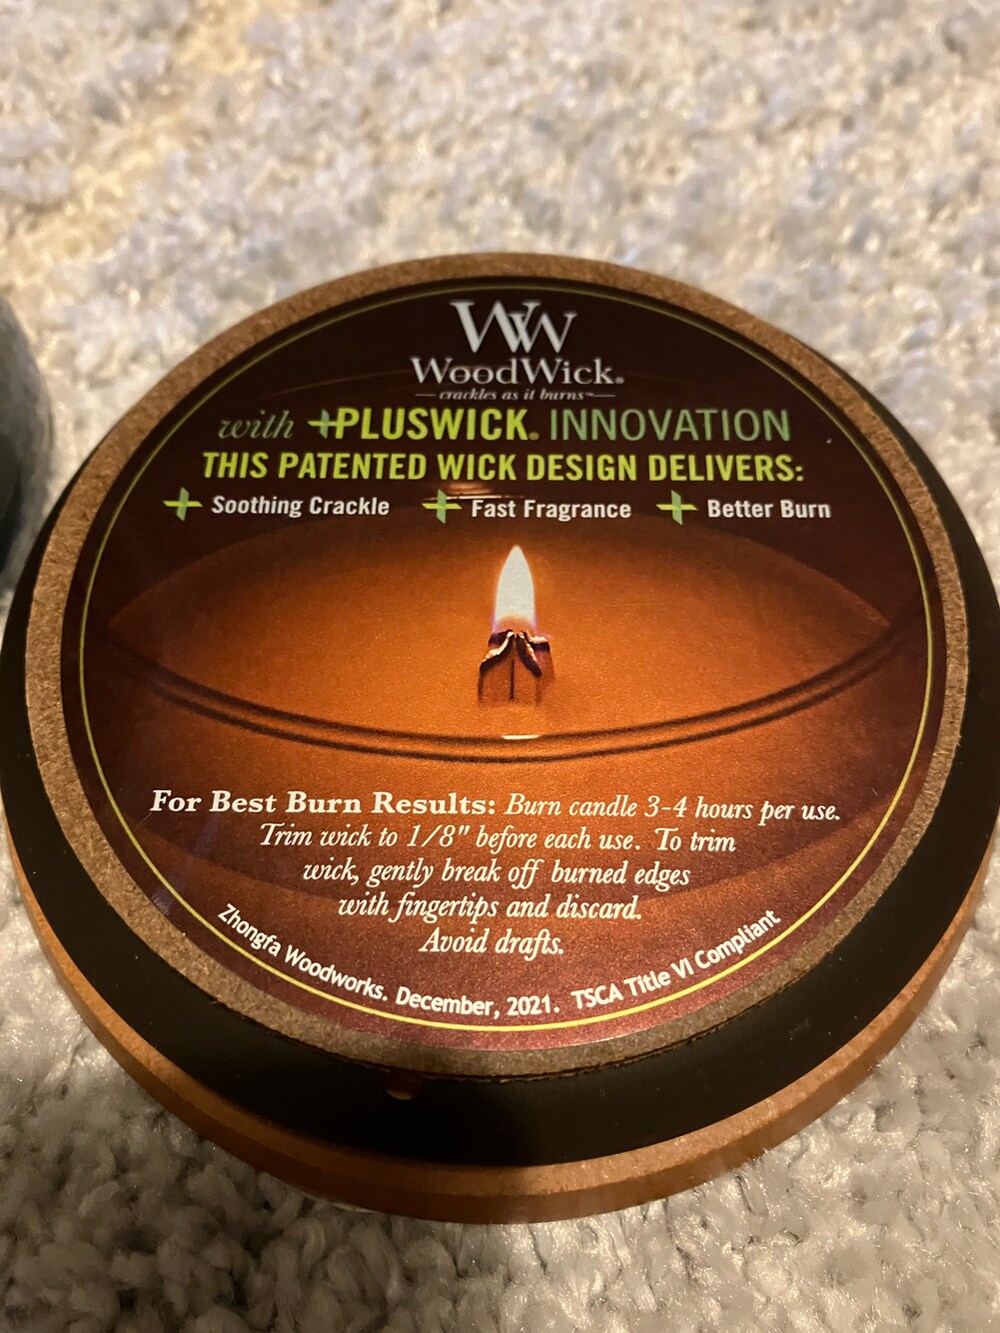 WW
WoodWick®
crackles as it burns™
with +PLUSWICK® INNOVATION
THIS PATENTED WICK DESIGN DELIVERS:
+ Soothing Crackle + Fast Fragrance + Better Burn
For Best Burn Results: Burn candle 3-4 hours per use.
Trim wick to 1/8" before each use. To trim
wick, gently break off burned edges
with fingertips and discard.
Avoid drafts.
Zhongfa Woodworks. December, 2021. TSCA Title VI Compliant